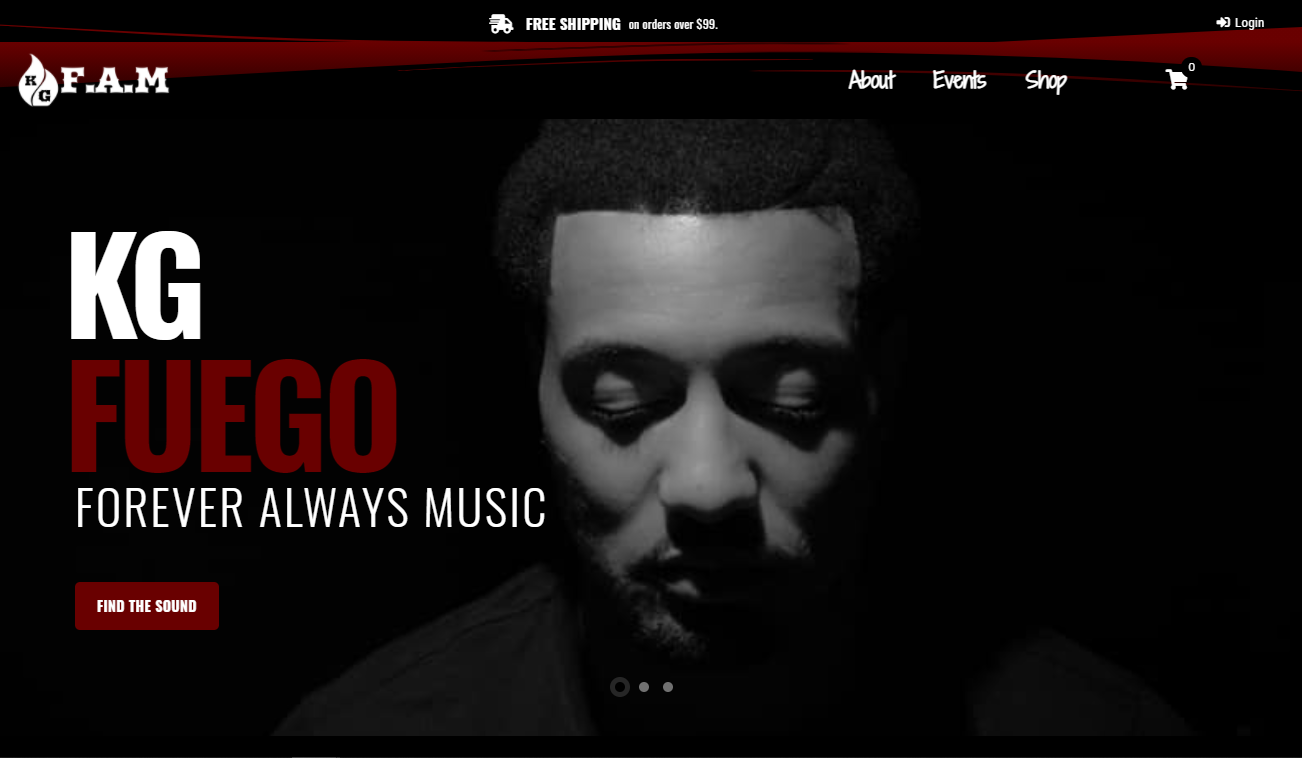 FREE SHIPPING on orders over $99.
Login
KG F.A.M
About Events Shop
0
KG
FUEGO
FOREVER ALWAYS MUSIC
FIND THE SOUND